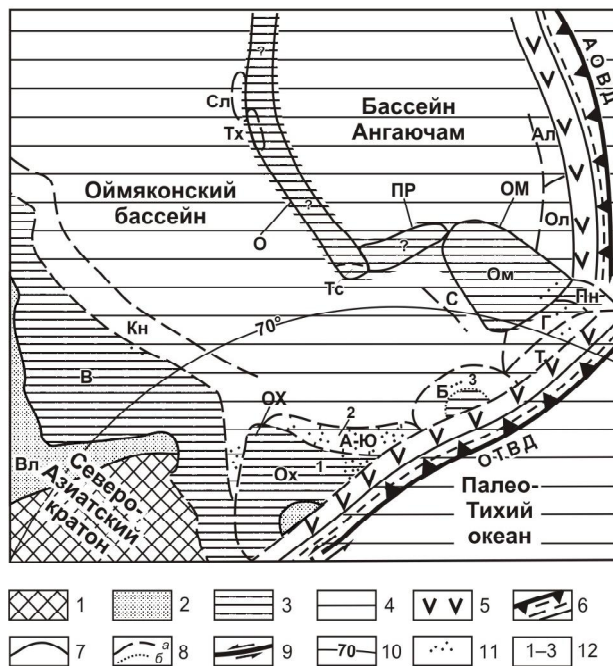 АОВД
Сл
Бассейн
Ангаючам
Тх
Ал
Оймяконский
бассейн
ПР
ОМ
?
?
?
О
Ол
Ом
Тс
С
Пн
Г
70°
Кн
Т
В
Б
3
ОХ
2
А-Ю
ОТВД
Вл
Северо-
Азиатский
кратон
Ох
1
Палео-
Тихий
океан
1 2 3 4 5 6
7 а б 8 9 70 10 11 1–3 12